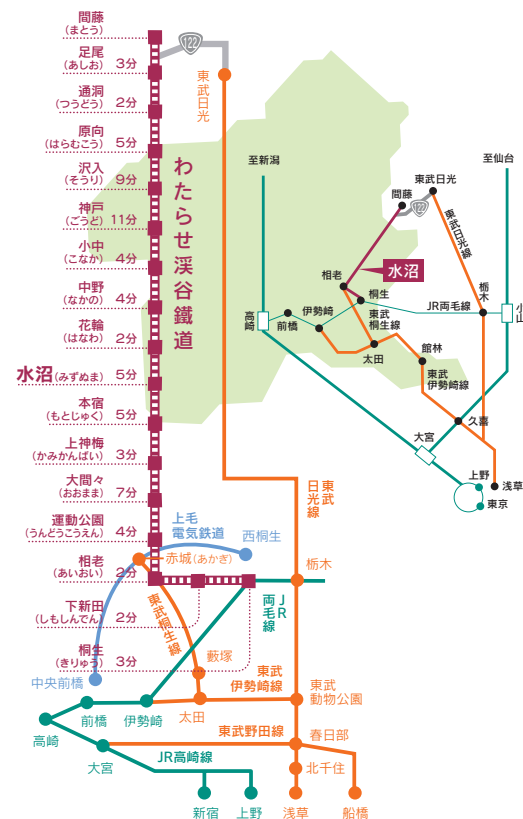 間藤
(まとう)
足尾
(あしお) 3分
通洞
(つうどう) 2分
原向
(はらむこう) 5分
沢入
(そうり) 9分
神戸
(ごうど) 11分
小中
(こなか) 4分
中野
(なかの) 4分
花輪
(はなわ) 2分
水沼(みずぬま) 5分
本宿
(もとじゅく) 5分
上神梅
(かみかんばい) 3分
大間々
(おおまま) 7分
運動公園
(うんどうこうえん) 4分
相老
(あいおい) 2分
下新田
(しもしんでん) 2分
桐生
(きりゅう) 3分
122
東武日光
わたらせ渓谷鐵道
東武
日光線
上毛
電気鉄道
西桐生
赤城(あかぎ)
栃木
JR
両毛線
東武桐生線
藪塚
中央前橋
東武
伊勢崎線
東武
動物公園
前橋
伊勢崎
太田
高崎
東武野田線
春日部
大宮
JR高崎線
北千住
新宿
上野
浅草
船橋
至新潟
至仙台
東武日光
間藤
122
東武日光線
水沼
相老
桐生
栃木
JR両毛線
小山
高崎
前橋
伊勢崎
東武
桐生線
太田
館林
東武
伊勢崎線
久喜
大宮
上野
浅草
東京